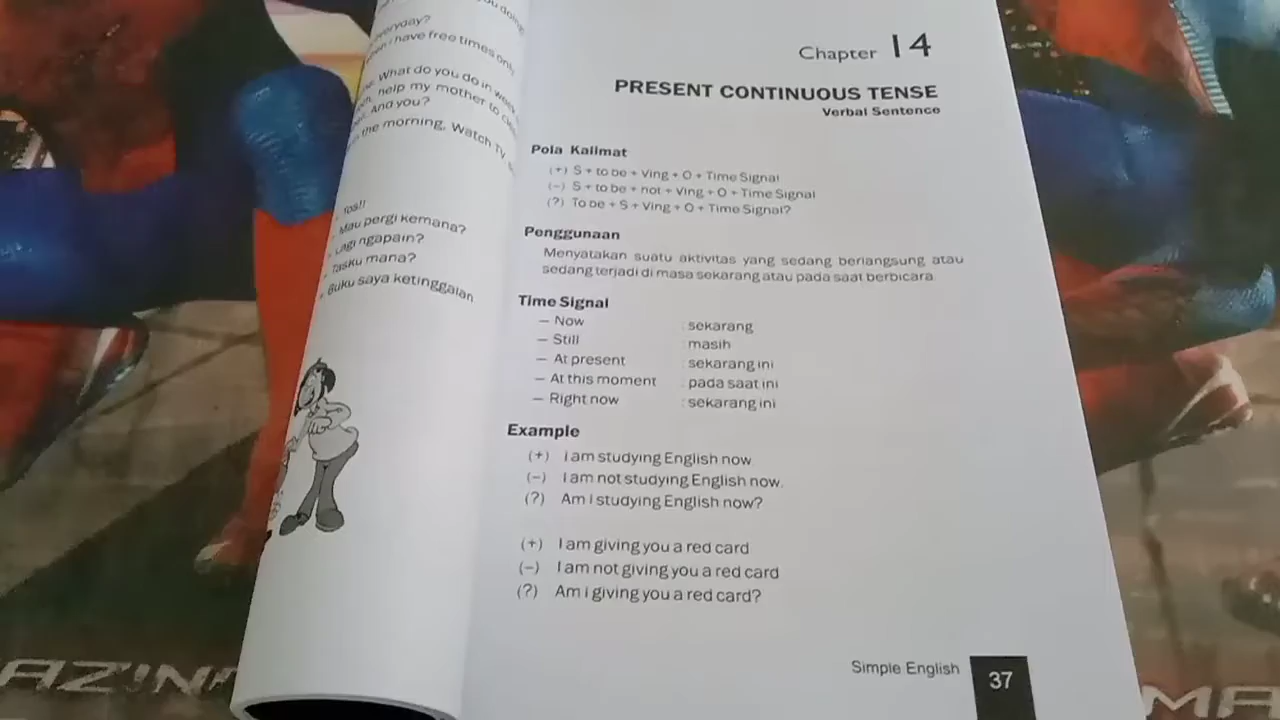 everyday?
have free times only
What do you do in
help my mother to
And you?
the morning, Watch TV,
Tos!!
Mau pergi kemana?
Lagi ngapain?
Tasku mana?
Buku saya ketinggalan
Chapter 14
PRESENT CONTINUOUS TENSE
Verbal Sentence
Pola Kalimat
(+) S + to be + Ving + O + Time Signal
(−) S + to be + not + Ving + O + Time Signal
(?) To be + S + Ving + O + Time Signal?
Penggunaan
Menyatakan suatu aktivitas yang sedang berlangsung atau
sedang terjadi di masa sekarang atau pada saat berbicara.
Time Signal
− Now : sekarang
− Still : masih
− At present : sekarang ini
− At this moment : pada saat ini
− Right now : sekarang ini
Example
(+) I am studying English now
(−) I am not studying English now.
(?) Am I studying English now?
(+) I am giving you a red card
(−) I am not giving you a red card
(?) Am i giving you a red card?
Simple English 37